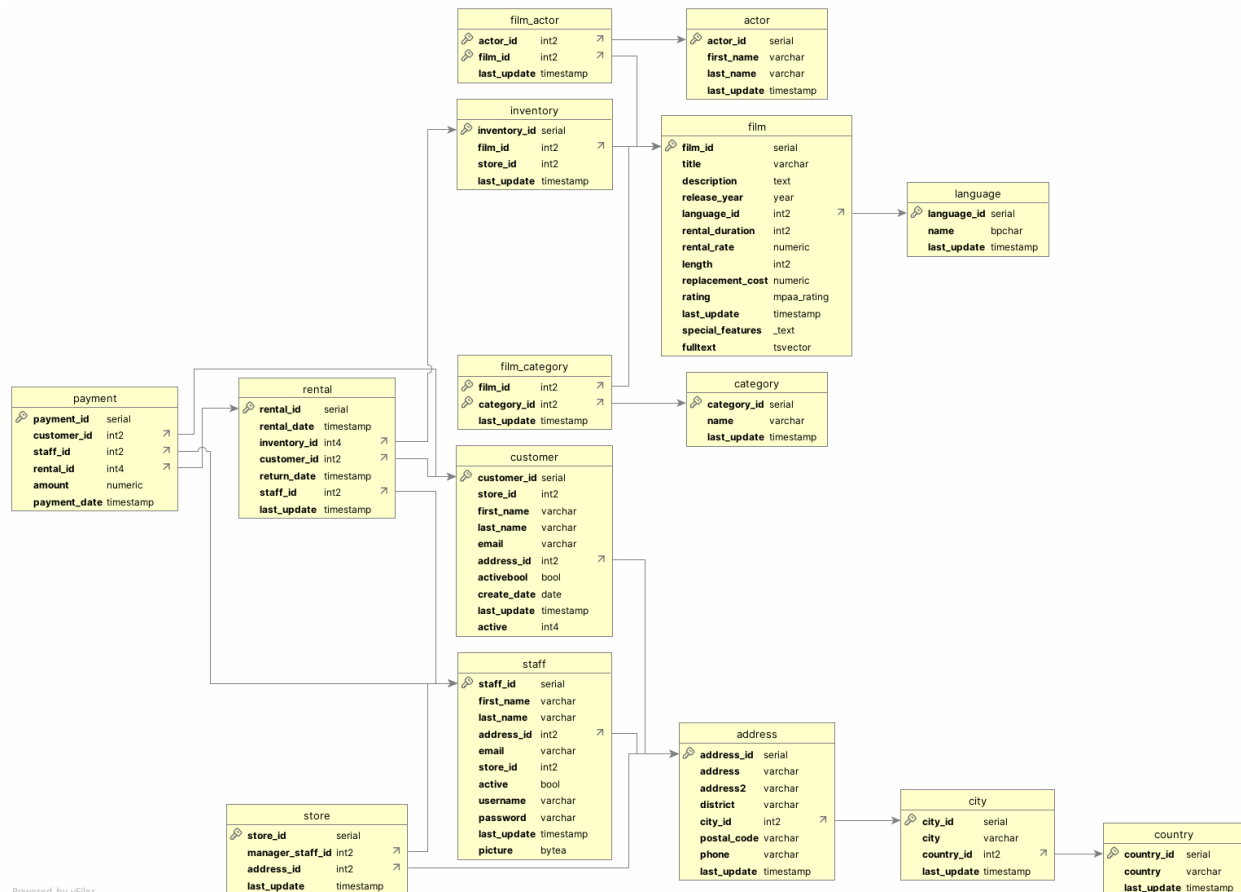 film_actor
actor_id int2
film_id int2
last_update timestamp
actor
actor_id serial
first_name varchar
last_name varchar
last_update timestamp
inventory
inventory_id serial
film_id int2
store_id int2
last_update timestamp
film
film_id serial
title varchar
description text
release_year year
language_id int2
rental_duration int2
rental_rate numeric
length int2
replacement_cost numeric
rating mpaa_rating
last_update timestamp
special_features _text
fulltext tsvector
language
language_id serial
name bpchar
last_update timestamp
film_category
film_id int2
category_id int2
last_update timestamp
category
category_id serial
name varchar
last_update timestamp
payment
payment_id serial
customer_id int2
staff_id int2
rental_id int4
amount numeric
payment_date timestamp
rental
rental_id serial
rental_date timestamp
inventory_id int4
customer_id int2
return_date timestamp
staff_id int2
last_update timestamp
customer
customer_id serial
store_id int2
first_name varchar
last_name varchar
email varchar
address_id int2
activebool bool
create_date date
last_update timestamp
active int4
staff
staff_id serial
first_name varchar
last_name varchar
address_id int2
email varchar
store_id int2
active bool
username varchar
password varchar
last_update timestamp
picture bytea
store
store_id serial
manager_staff_id int2
address_id int2
last_update timestamp
address
address_id serial
address varchar
address2 varchar
district varchar
city_id int2
postal_code varchar
phone varchar
last_update timestamp
city
city_id serial
city varchar
country_id int2
last_update timestamp
country
country_id serial
country varchar
last_update timestamp
Powered by yFiles